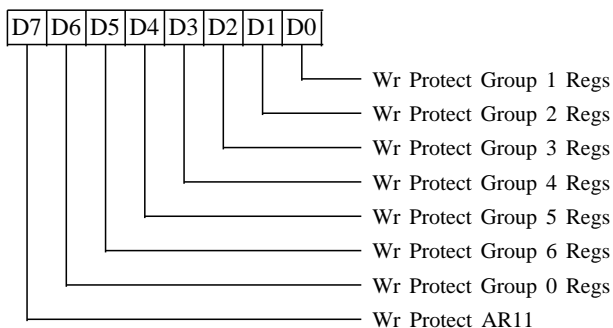 D7 D6 D5 D4 D3 D2 D1 D0
Wr Protect Group 1 Regs
Wr Protect Group 2 Regs
Wr Protect Group 3 Regs
Wr Protect Group 4 Regs
Wr Protect Group 5 Regs
Wr Protect Group 6 Regs
Wr Protect Group 0 Regs
Wr Protect AR11